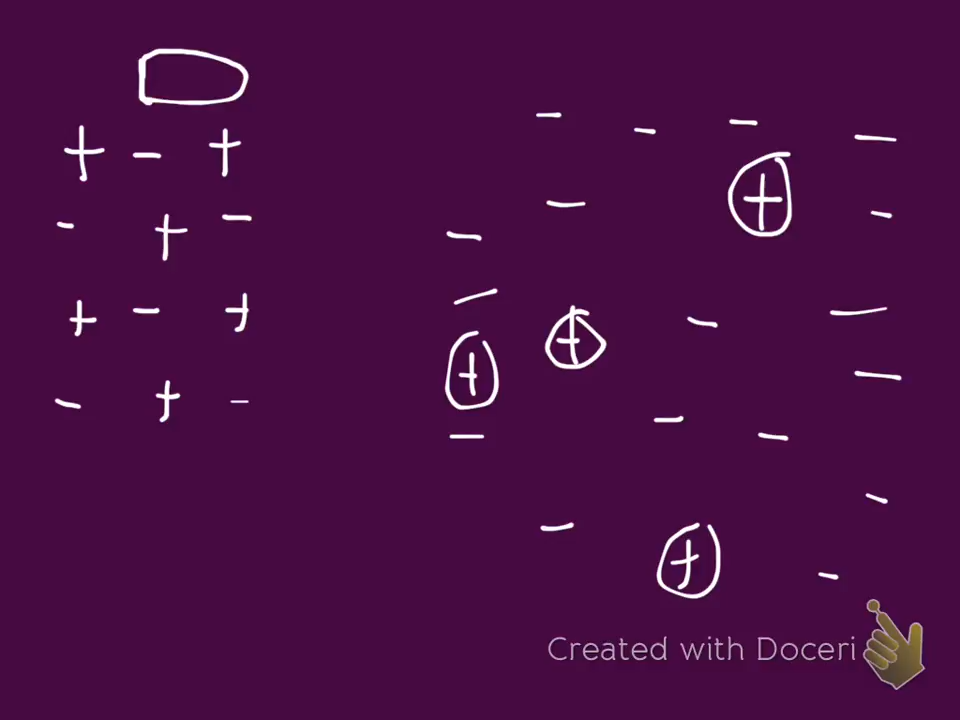 + - +
- + -
+ - +
- + -
- - - -
+
- - -
-
+ + - -
-
- - -
-
- + -
Created with Doceri